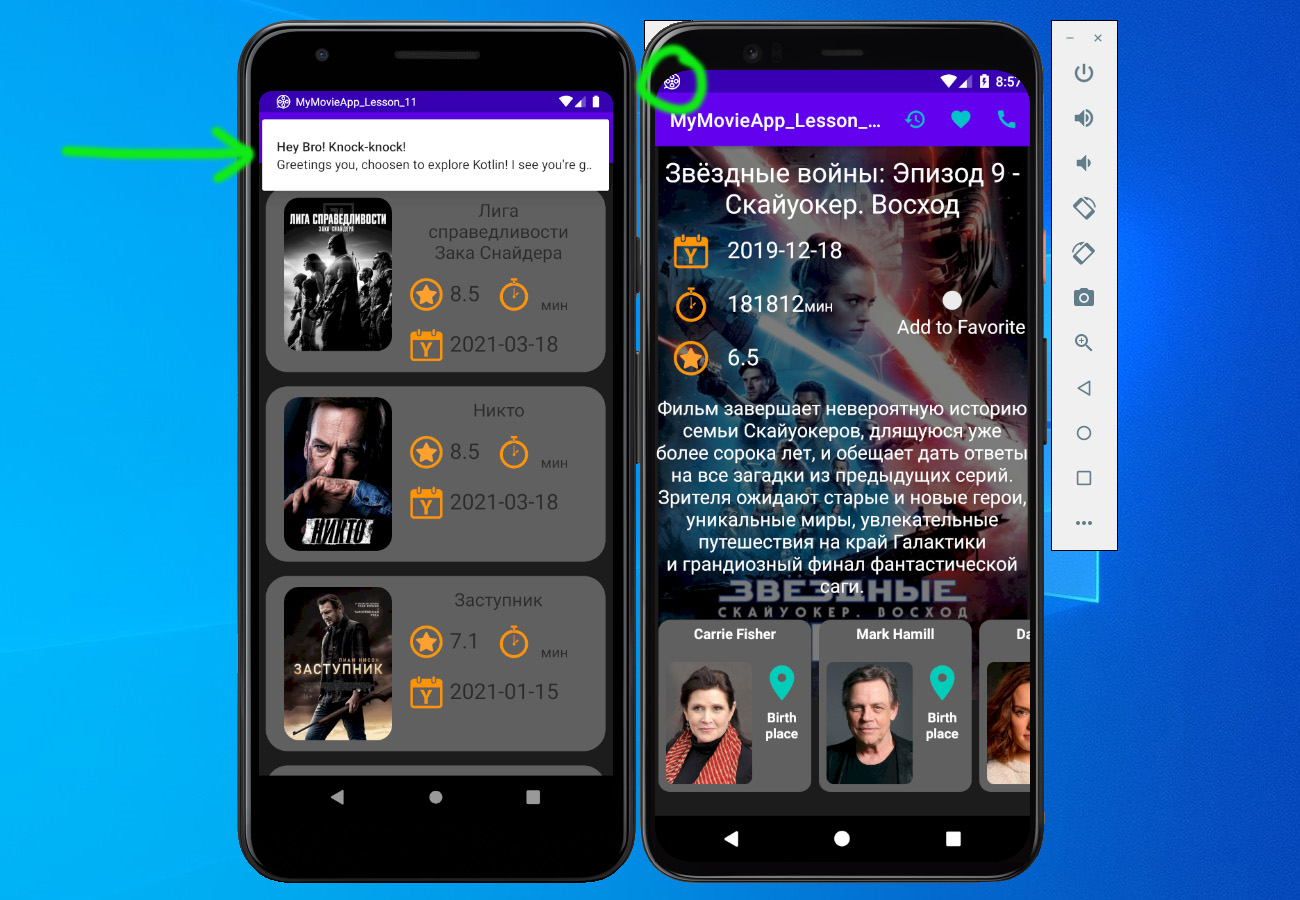 MyMovieApp_Lesson_11
Hey Bro! Knock-knock!
Greetings you, choosen to explore Kotlin! I see you're g..
ЛИГА СПРАВЕДЛИВОСТИ
ЗАКА СНАЙДЕРА
Лига
справедливости
Зака Снайдера
8.5
мин
Y
2021-03-18
НИКТО
Никто
8.5
мин
Y
2021-03-18
ЛИАМ НИСОН
ЗАСТУПНИК
Заступник
7.1
мин
Y
2021-01-15
8:57
MyMovieApp_Lesson_...
Звёздные войны: Эпизод 9 -
Скайуокер. Восход
Y
2019-12-18
181812мин
Add to Favorite
6.5
Фильм завершает невероятную историю
семьи Скайуокеров, длящуюся уже
более сорока лет, и обещает дать ответы
на все загадки из предыдущих серий.
Зрителя ожидают старые и новые герои,
уникальные миры, увлекательные
путешествия на край Галактики
и грандиозный финал фантастической
саги.
ЗВЁЗДНЫЕ
СКАЙУОКЕР. ВОСХОД
Carrie Fisher
Birth
place
Mark Hamill
Birth
place
Da